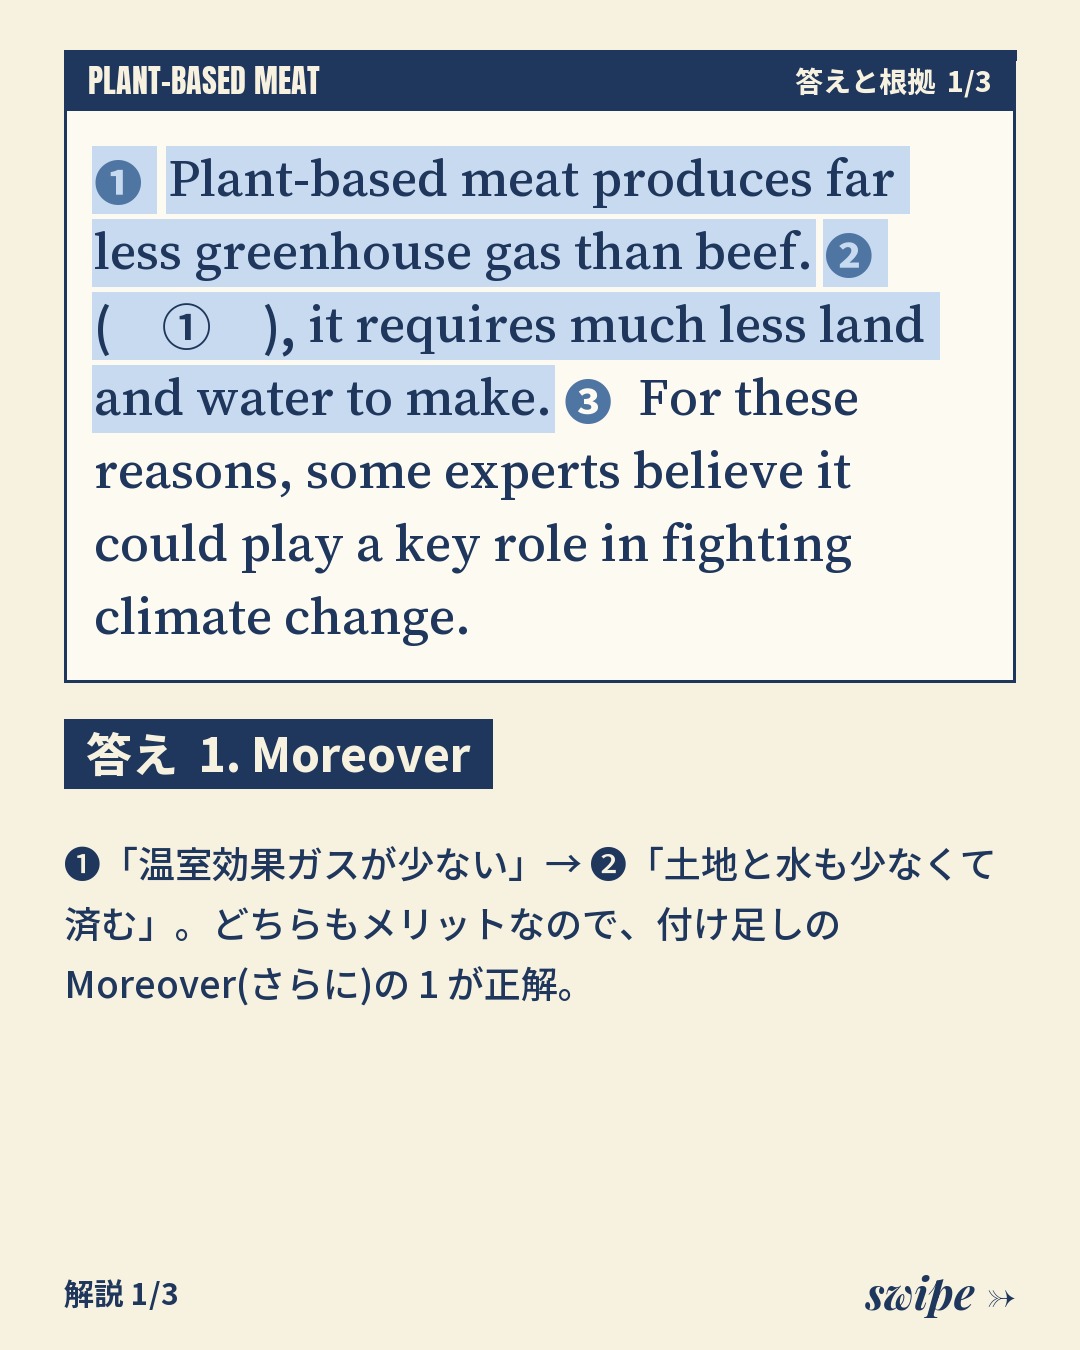 PLANT-BASED MEAT
答えと根拠 1/3
❶ Plant-based meat produces far
less greenhouse gas than beef. ❷
( ① ), it requires much less land
and water to make. ❸ For these
reasons, some experts believe it
could play a key role in fighting
climate change.
答え 1. Moreover
❶「温室効果ガスが少ない」→ ❷「土地と水も少なくて
済む」。どちらもメリットなので、付け足しの
Moreover(さらに)の 1 が正解。
解説 1/3
swipe